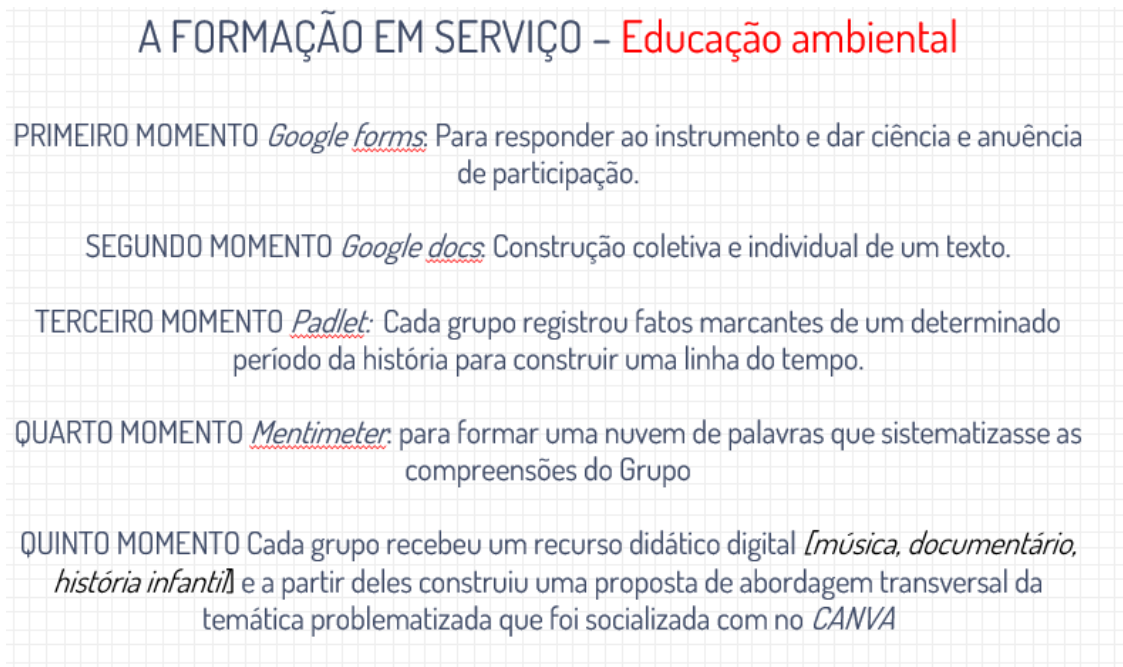 A FORMAÇÃO EM SERVIÇO – Educação ambiental
PRIMEIRO MOMENTO Google forms: Para responder ao instrumento e dar ciência e anuência
de participação.
SEGUNDO MOMENTO Google docs: Construção coletiva e individual de um texto.
TERCEIRO MOMENTO Padlet: Cada grupo registrou fatos marcantes de um determinado
período da história para construir uma linha do tempo.
QUARTO MOMENTO Mentimeter: para formar uma nuvem de palavras que sistematizasse as
compreensões do Grupo
QUINTO MOMENTO Cada grupo recebeu um recurso didático digital [música, documentário,
história infantil] e a partir deles construiu uma proposta de abordagem transversal da
temática problematizada que foi socializada com no CANVA